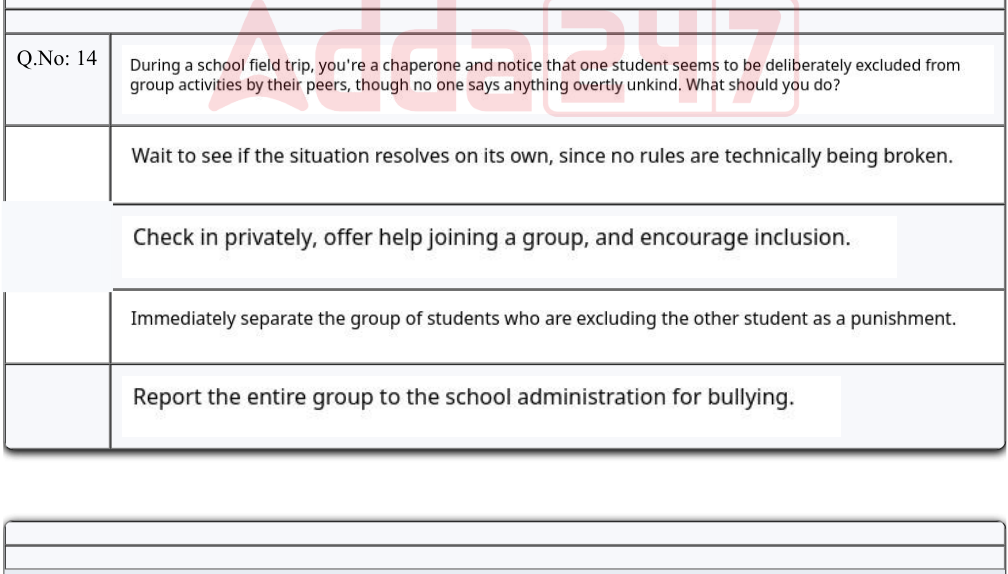 Adda247
Q.No: 14
During a school field trip, you're a chaperone and notice that one student seems to be deliberately excluded from
group activities by their peers, though no one says anything overtly unkind. What should you do?
Wait to see if the situation resolves on its own, since no rules are technically being broken.
Check in privately, offer help joining a group, and encourage inclusion.
Immediately separate the group of students who are excluding the other student as a punishment.
Report the entire group to the school administration for bullying.